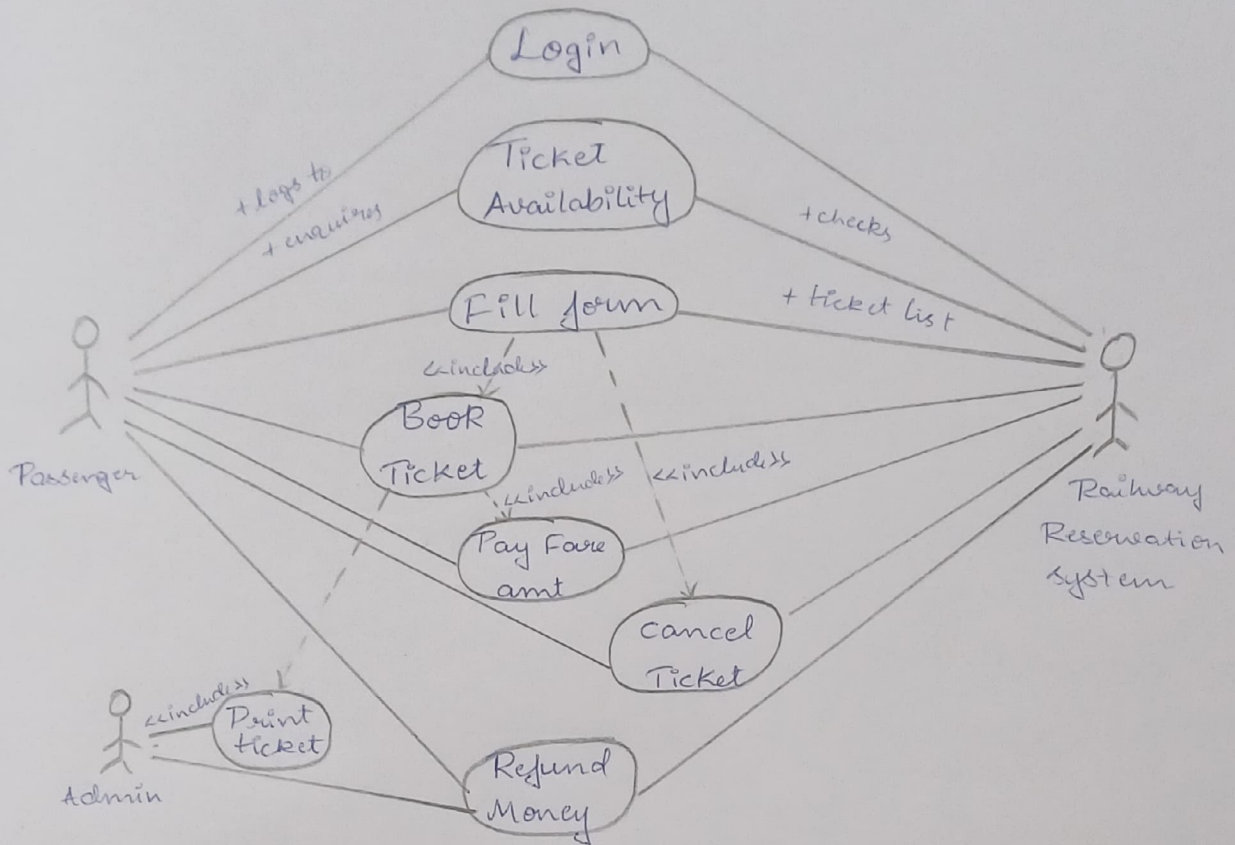 Login
Ticket
Availability
+logs to
+ enquires
+checks
Fill form
+ ticket list
<<include>>
Book
Ticket
<<include>>
<<include>>
Passenger
Railway
Reservation
system
Pay Fare
amt
cancel
Ticket
<<include>>
Print
ticket
Admin
Refund
Money